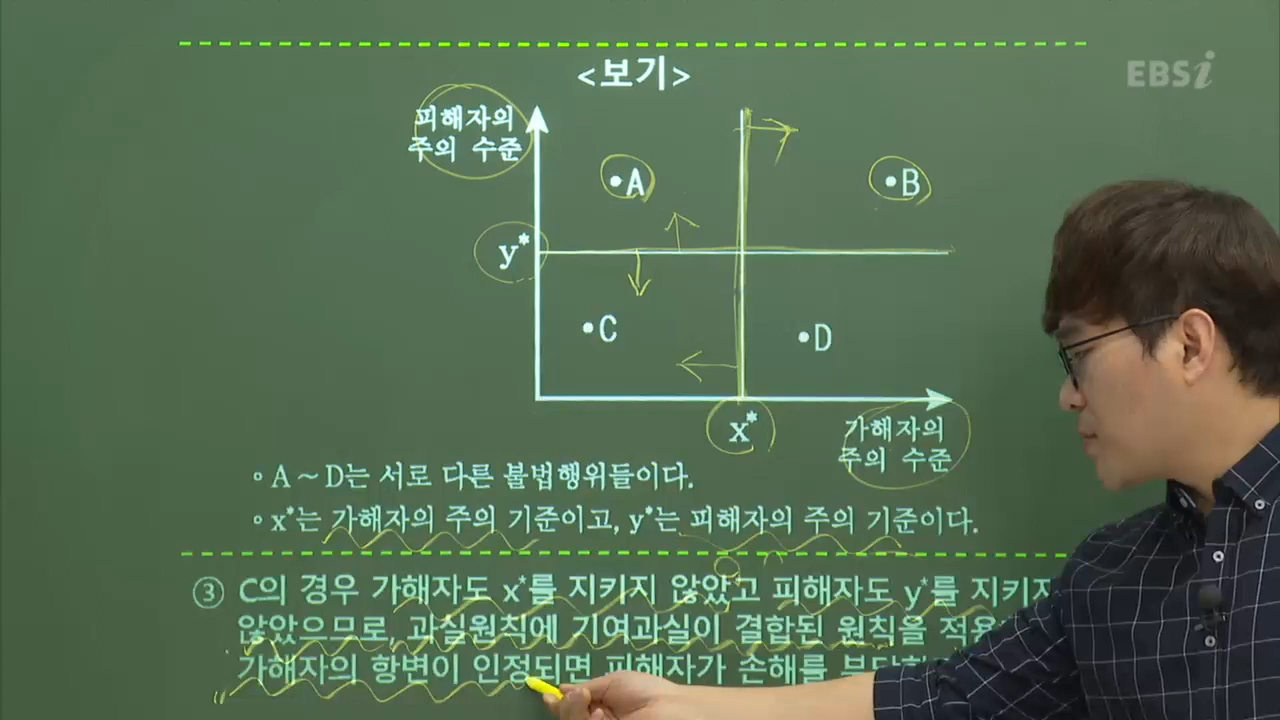 EBSi
<보기>
피해자의
주의 수준
A
B
y*
C
D
x*
가해자의
주의 수준
◦ A ~ D는 서로 다른 불법행위들이다.
◦ x*는 가해자의 주의 기준이고, y*는 피해자의 주의 기준이다.
③ C의 경우 가해자도 x*를 지키지 않았고 피해자도 y*를 지키지
않았으므로, 과실원칙에 기여과실이 결합된 원칙을 적용
가해자의 항변이 인정되면 피해자가 손해를